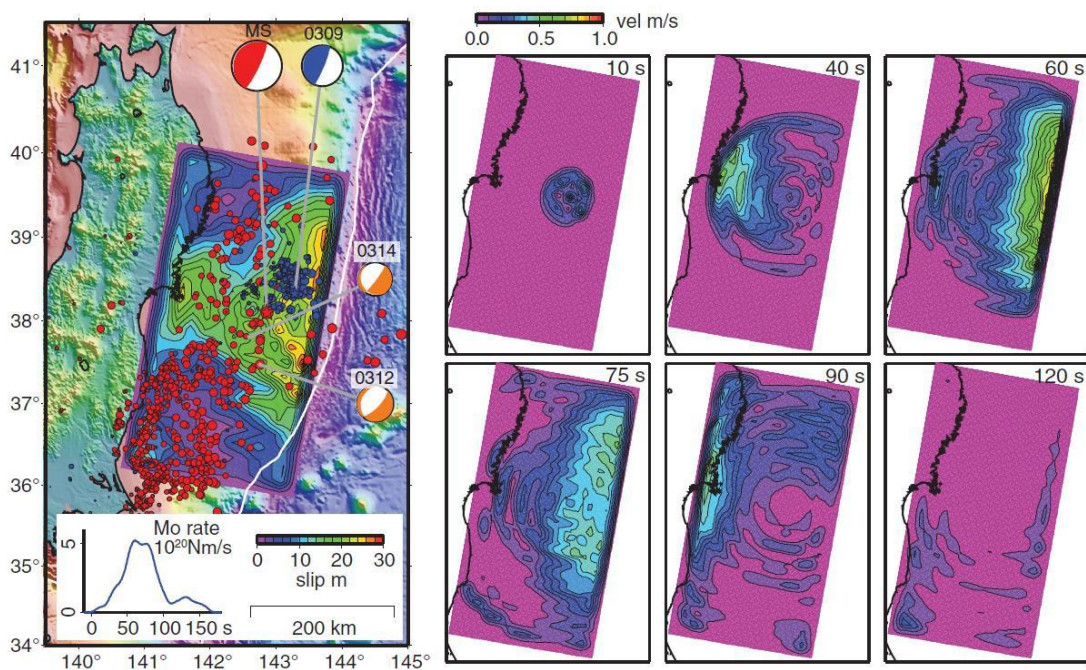 MS
0309
0314
0312
41°
40°
39°
38°
37°
36°
35°
34°
140°
141°
142°
143°
144°
145°
Mo rate
10²⁰Nm/s
5
0
0 50 100 150 s
0 10 20 30
slip m
200 km
vel m/s
0.0 0.5 1.0
10 s
40 s
60 s
75 s
90 s
120 s